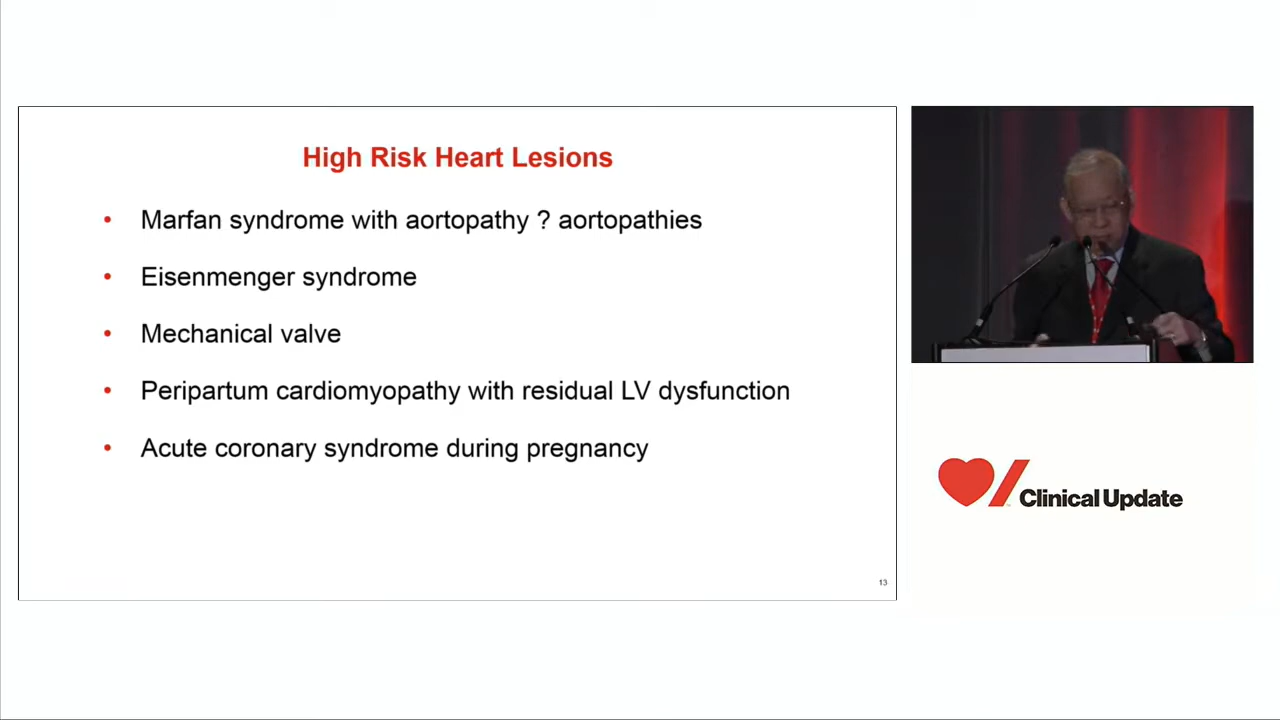 High Risk Heart Lesions
• Marfan syndrome with aortopathy ? aortopathies
• Eisenmenger syndrome
• Mechanical valve
• Peripartum cardiomyopathy with residual LV dysfunction
• Acute coronary syndrome during pregnancy
13
Clinical Update